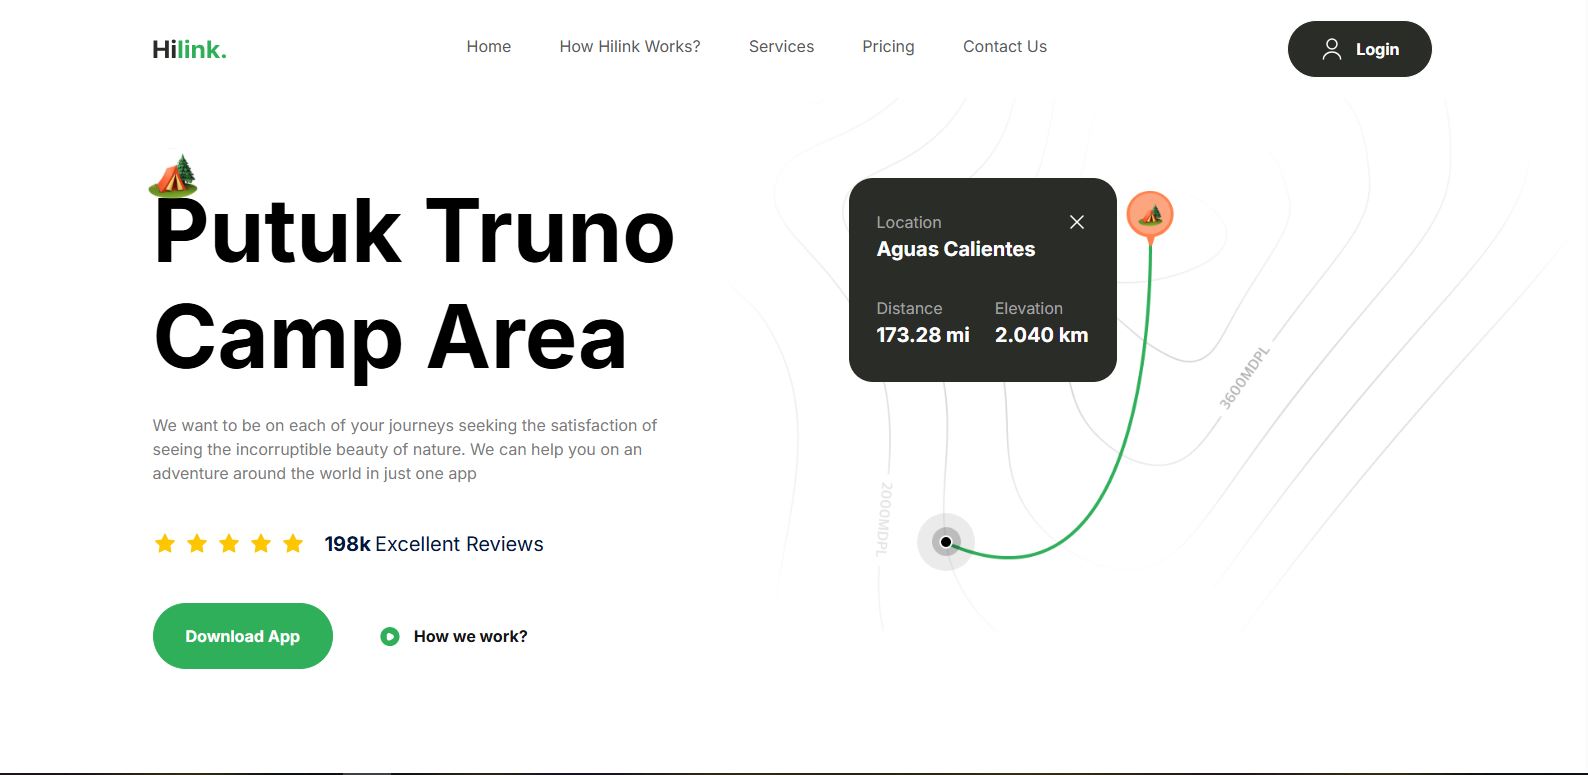 Hilink.
Home
How Hilink Works?
Services
Pricing
Contact Us
Login
Putuk Truno
Camp Area
We want to be on each of your journeys seeking the satisfaction of
seeing the incorruptible beauty of nature. We can help you on an
adventure around the world in just one app
198k Excellent Reviews
Download App
How we work?
Location
Aguas Calientes
Distance
Elevation
173.28 mi
2.040 km
3600MDPL
2000MDPL